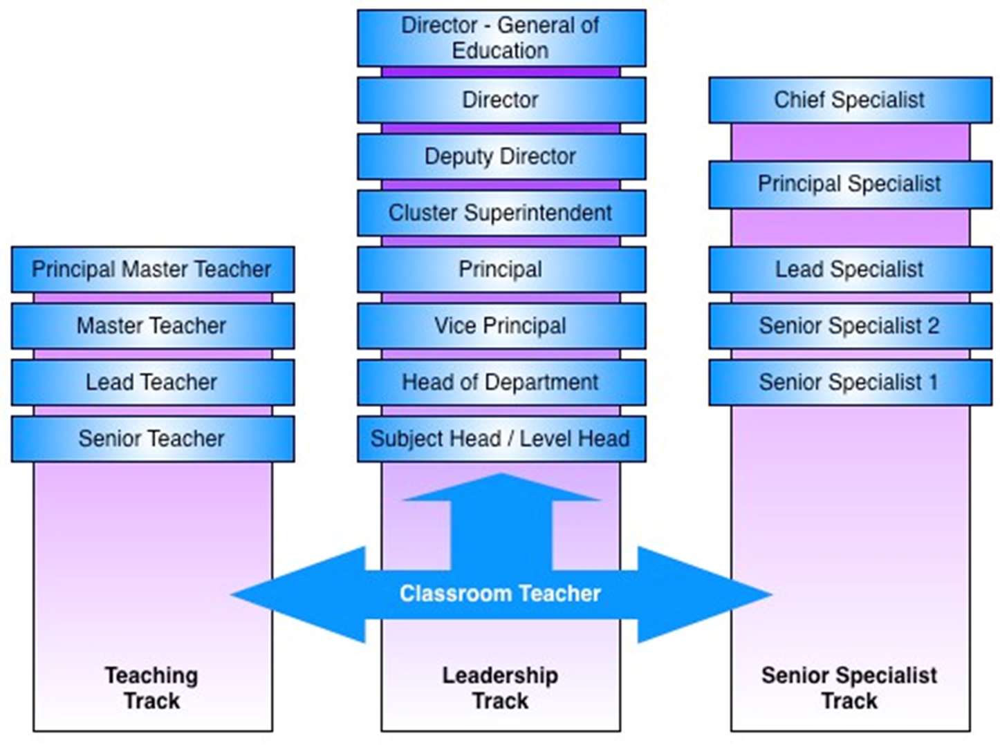 Director - General of
Education
Director
Deputy Director
Cluster Superintendent
Principal
Vice Principal
Head of Department
Subject Head / Level Head
Principal Master Teacher
Master Teacher
Lead Teacher
Senior Teacher
Chief Specialist
Principal Specialist
Lead Specialist
Senior Specialist 2
Senior Specialist 1
Classroom Teacher
Teaching
Track
Leadership
Track
Senior Specialist
Track